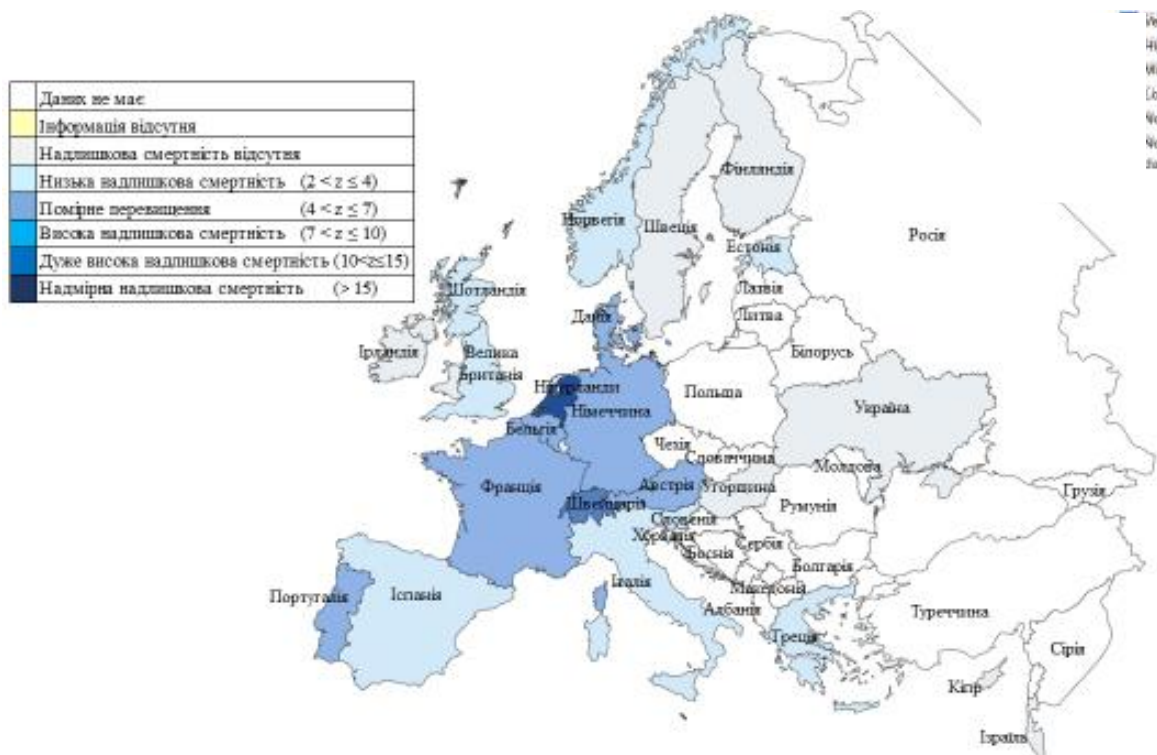 Даних не має
Інформація відсутня
Надлишкова смертність відсутня
Низька надлишкова смертність (2 < z ≤ 4)
Помірне перевищення (4 < z ≤ 7)
Висока надлишкова смертність (7 < z ≤ 10)
Дуже висока надлишкова смертність (10<z≤15)
Надмірна надлишкова смертність (> 15)
Фінляндія
Норвегія
Швеція
Естонія
Росія
Шотландія
Лазвія
Данія
Литва
Ірландія
Велика
Британія
Білорусь
Нідерланди
Польща
Німеччина
Україна
Бельгія
Чехія
Словаччина
Молдова
Франція
Австрія
Угорщина
Грузія
Швейцарія
Румунія
Словенія
Хорватія
Сербія
Боснія
Болгарія
Португалія
Іспанія
Італія
Македонія
Албанія
Туреччина
Греція
Сірія
Кіпр
Ізраїль